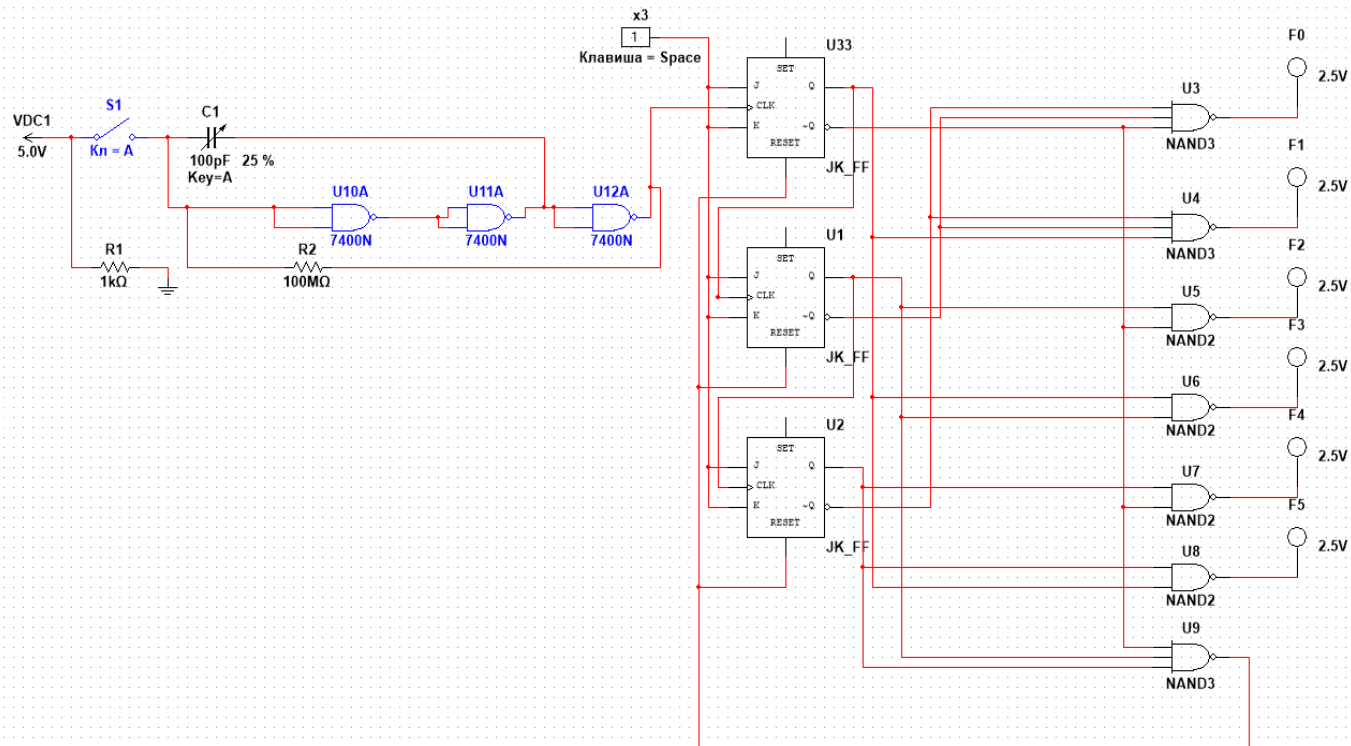 x3
1
Клавиша = Space
VDC1
5.0V
S1
Кл = A
C1
100pF 25 %
Key=A
U10A
7400N
U11A
7400N
U12A
7400N
R1
1kΩ
R2
100MΩ
U33
SET
J
Q
CLK
K
~Q
RESET
JK_FF
U1
SET
J
Q
CLK
K
~Q
RESET
JK_FF
U2
SET
J
Q
CLK
K
~Q
RESET
JK_FF
U3
NAND3
U4
NAND3
U5
NAND2
U6
NAND2
U7
NAND2
U8
NAND2
U9
NAND3
F0
2.5V
F1
2.5V
F2
2.5V
F3
2.5V
F4
2.5V
F5
2.5V